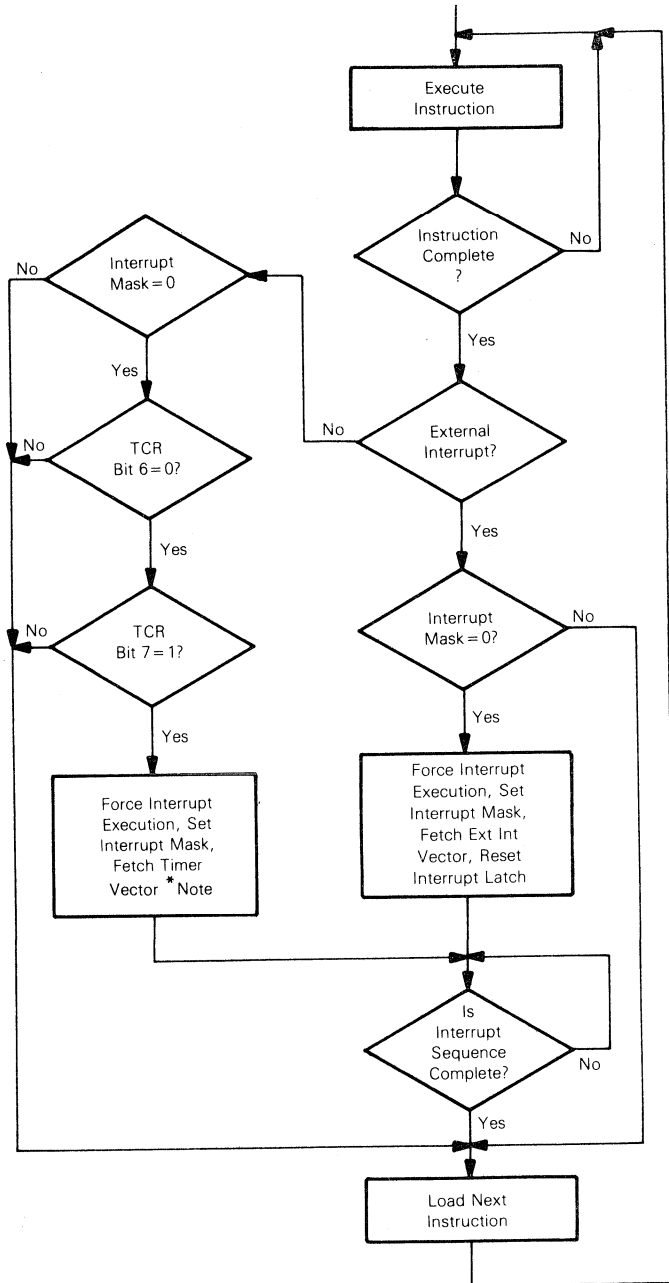 Execute
Instruction
Instruction
Complete
?
No
Yes
External
Interrupt?
No
Yes
Interrupt
Mask = 0
No
Yes
TCR
Bit 6 = 0?
No
Yes
TCR
Bit 7 = 1?
No
Yes
Force Interrupt
Execution, Set
Interrupt Mask,
Fetch Timer
Vector * Note
Interrupt
Mask = 0?
No
Yes
Force Interrupt
Execution, Set
Interrupt Mask,
Fetch Ext Int
Vector, Reset
Interrupt Latch
Is
Interrupt
Sequence
Complete?
No
Yes
Load Next
Instruction